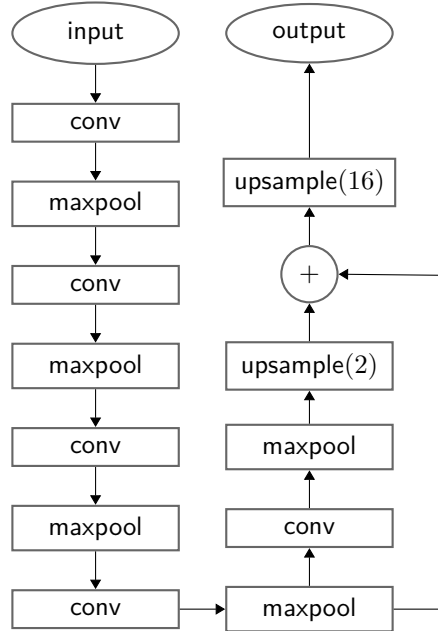 input
conv
maxpool
conv
maxpool
conv
maxpool
conv
maxpool
conv
maxpool
upsample(2)
+
upsample(16)
output